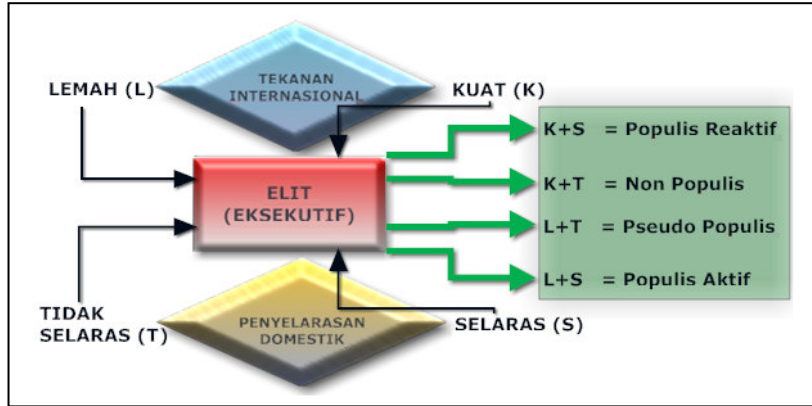 TEKANAN
INTERNASIONAL
LEMAH (L)
KUAT (K)
ELIT
(EKSEKUTIF)
K+S = Populis Reaktif
K+T = Non Populis
L+T = Pseudo Populis
L+S = Populis Aktif
TIDAK
SELARAS (T)
PENYELARASAN
DOMESTIK
SELARAS (S)